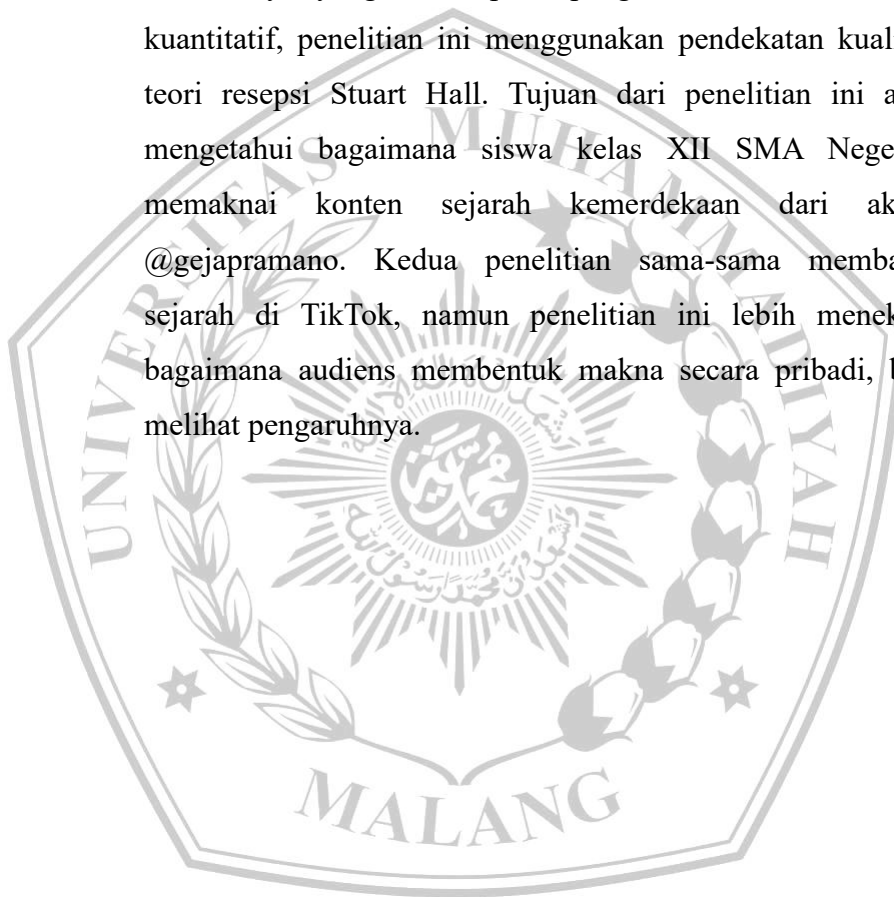 kuantitatif, penelitian ini menggunakan pendekatan kual
teori resepsi Stuart Hall. Tujuan dari penelitian ini a
mengetahui bagaimana siswa kelas XII SMA Nege
memaknai konten sejarah kemerdekaan dari ak
@gejapramano. Kedua penelitian sama-sama memba
sejarah di TikTok, namun penelitian ini lebih menek
bagaimana audiens membentuk makna secara pribadi, b
melihat pengaruhnya.
UNIVERSITAS MUHAMMADIYAH
MALANG